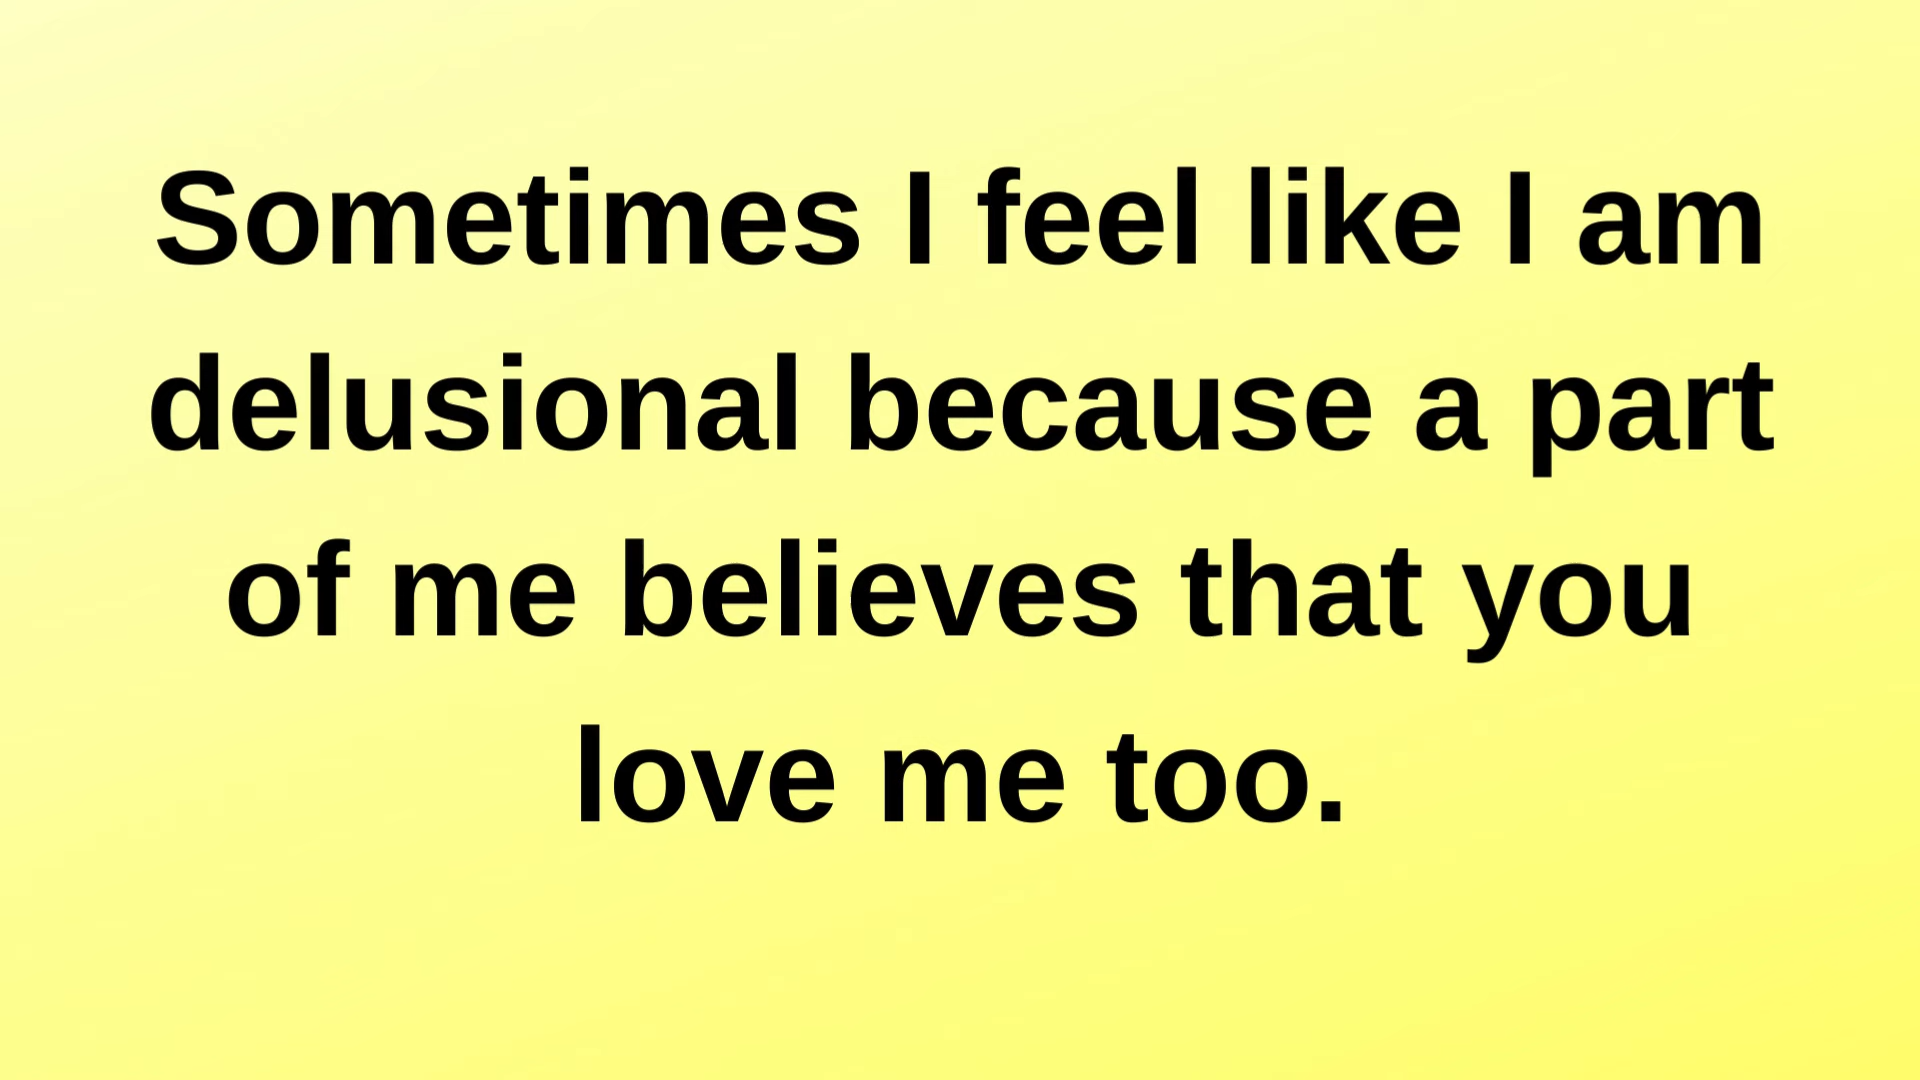 Sometimes I feel like I am
delusional because a part
of me believes that you
love me too.